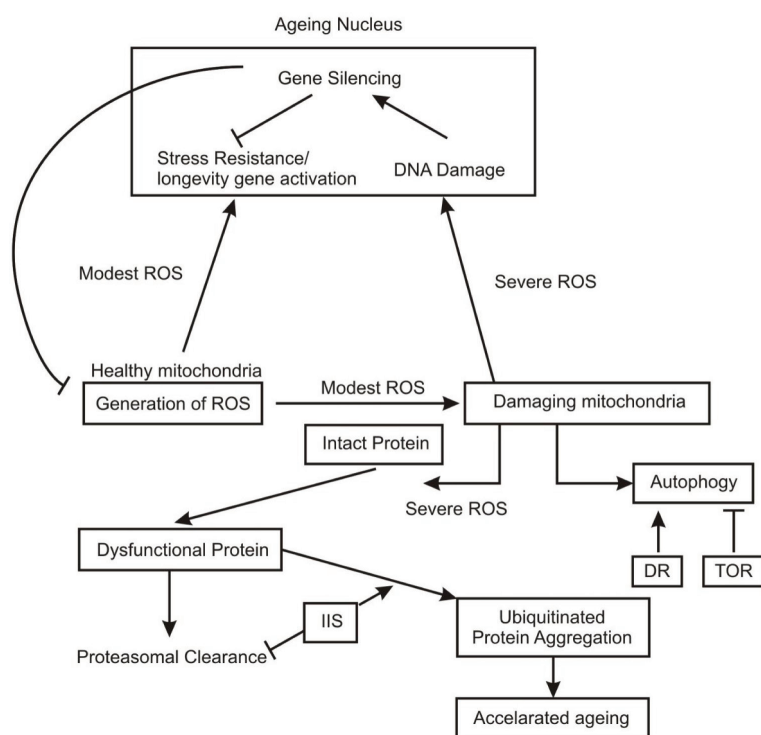 Ageing Nucleus
Gene Silencing
Stress Resistance/
longevity gene activation
DNA Damage
Modest ROS
Severe ROS
Healthy mitochondria
Generation of ROS
Modest ROS
Damaging mitochondria
Intact Protein
Severe ROS
Autophogy
Dysfunctional Protein
DR
TOR
IIS
Ubiquitinated
Protein Aggregation
Proteasomal Clearance
Accelarated ageing